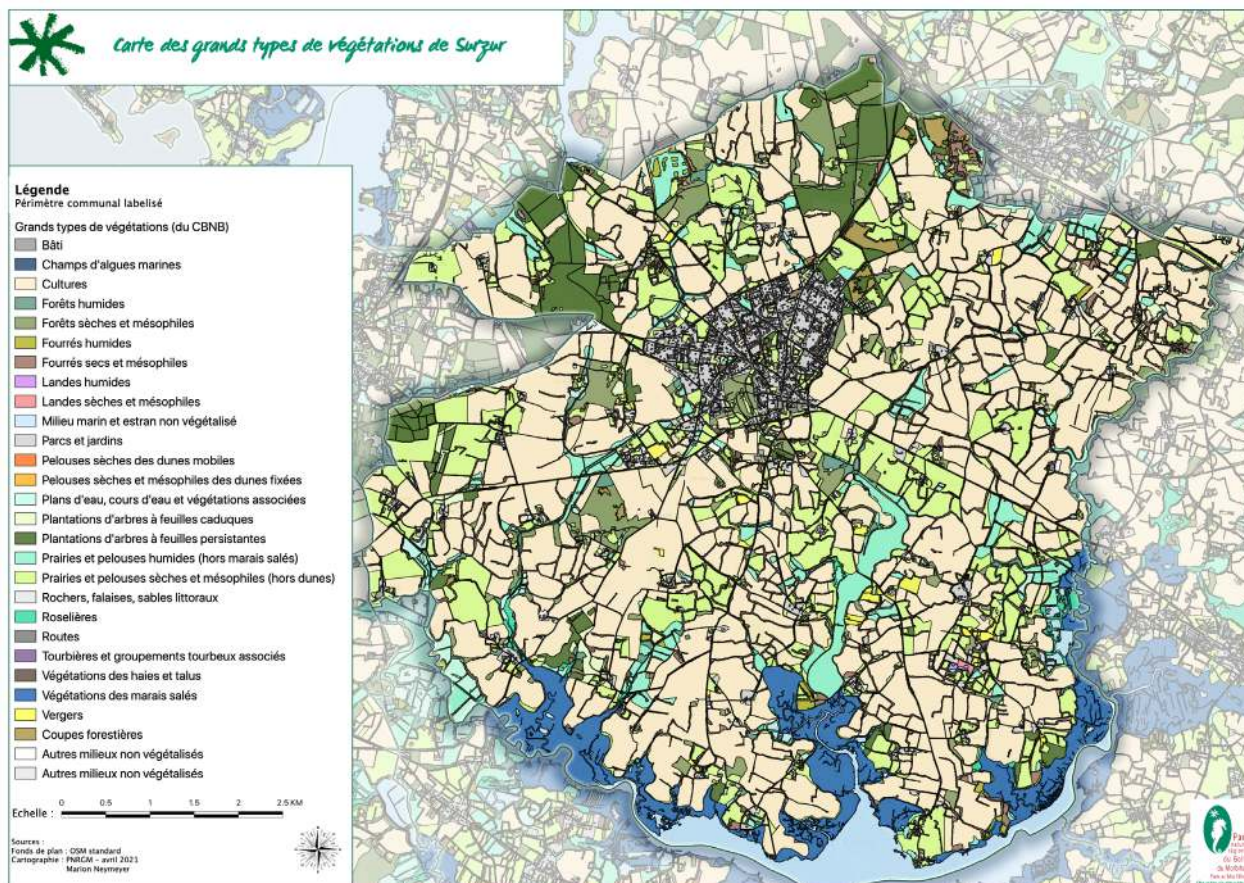 Carte des grands types de végétations de Surzur
Légende
Périmètre communal labelisé
Grands types de végétations (du CBNB)
Bâti
Champs d'algues marines
Cultures
Forêts humides
Forêts sèches et mésophiles
Fourrés humides
Fourrés secs et mésophiles
Landes humides
Landes sèches et mésophiles
Milieu marin et estran non végétalisé
Parcs et jardins
Pelouses sèches des dunes mobiles
Pelouses sèches et mésophiles des dunes fixées
Plans d'eau, cours d'eau et végétations associées
Plantations d'arbres à feuilles caduques
Plantations d'arbres à feuilles persistantes
Prairies et pelouses humides (hors marais salés)
Prairies et pelouses sèches et mésophiles (hors dunes)
Rochers, falaises, sables littoraux
Roselières
Routes
Tourbières et groupements tourbeux associés
Végétations des haies et talus
Végétations des marais salés
Vergers
Coupes forestières
Autres milieux non végétalisés
Autres milieux non végétalisés
Echelle :
0 0.5 1 1.5 2 2.5 KM
Sources :
Fonds de plan : OSM standard
Cartographie : PNRGM - avril 2021
Marion Neymeyer